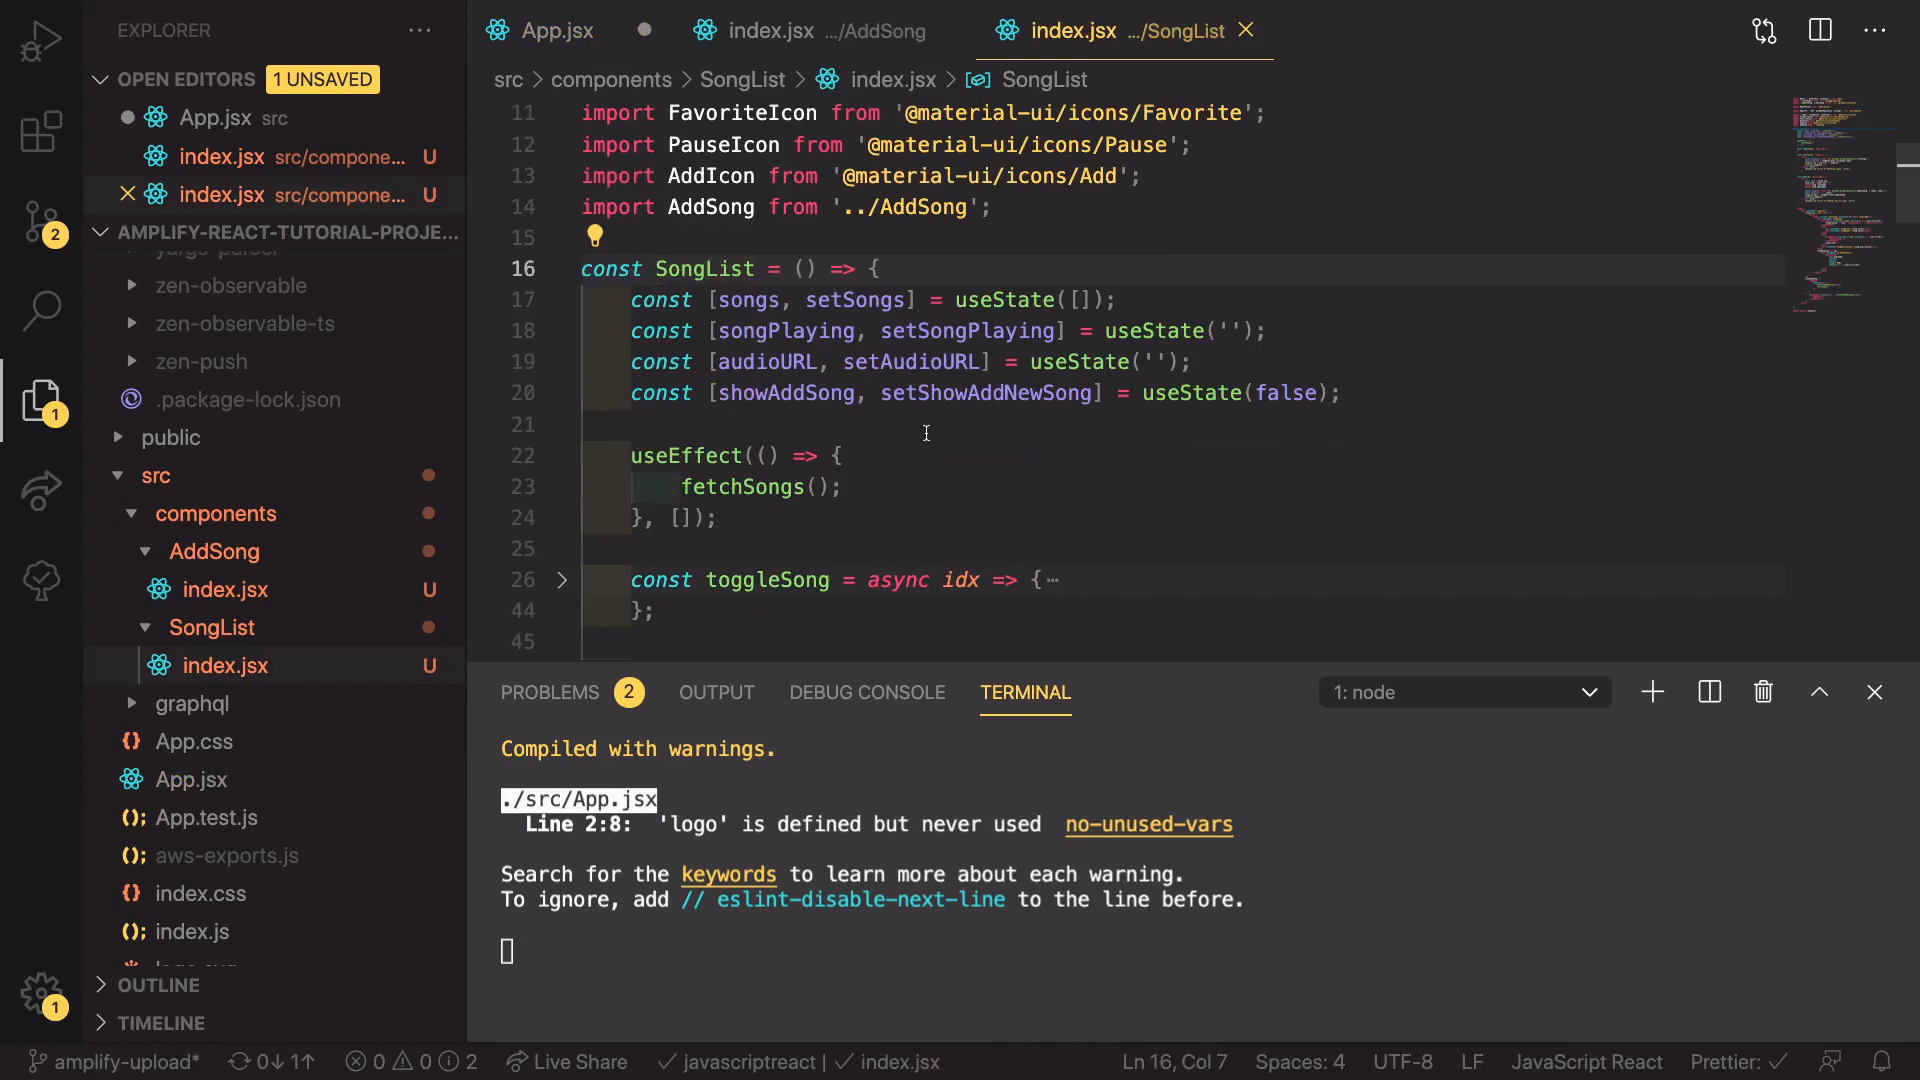 EXPLORER
OPEN EDITORS 1 UNSAVED
App.jsx src
index.jsx src/compone... U
index.jsx src/compone... U
AMPLIFY-REACT-TUTORIAL-PROJE...
yargs-parser
zen-observable
zen-observable-ts
zen-push
.package-lock.json
public
src
components
AddSong
index.jsx U
SongList
index.jsx U
graphql
App.css
App.jsx
App.test.js
aws-exports.js
index.css
index.js
OUTLINE
TIMELINE
2
1
1
App.jsx
index.jsx .../AddSong
index.jsx .../SongList
src > components > SongList > index.jsx > SongList
11 import FavoriteIcon from '@material-ui/icons/Favorite';
12 import PauseIcon from '@material-ui/icons/Pause';
13 import AddIcon from '@material-ui/icons/Add';
14 import AddSong from '../AddSong';
15
16 const SongList = () => {
17 const [songs, setSongs] = useState([]);
18 const [songPlaying, setSongPlaying] = useState('');
19 const [audioURL, setAudioURL] = useState('');
20 const [showAddSong, setShowAddNewSong] = useState(false);
21
22 useEffect(() => {
23 fetchSongs();
24 }, []);
25
26 const toggleSong = async idx => {…
44 };
45
PROBLEMS 2 OUTPUT DEBUG CONSOLE TERMINAL 1: node
Compiled with warnings.
./src/App.jsx
Line 2:8: 'logo' is defined but never used no-unused-vars
Search for the keywords to learn more about each warning.
To ignore, add // eslint-disable-next-line to the line before.
amplify-upload* 0↓ 1↑ 0 0 2 Live Share javascriptreact | index.jsx Ln 16, Col 7 Spaces: 4 UTF-8 LF JavaScript React Prettier: ✓